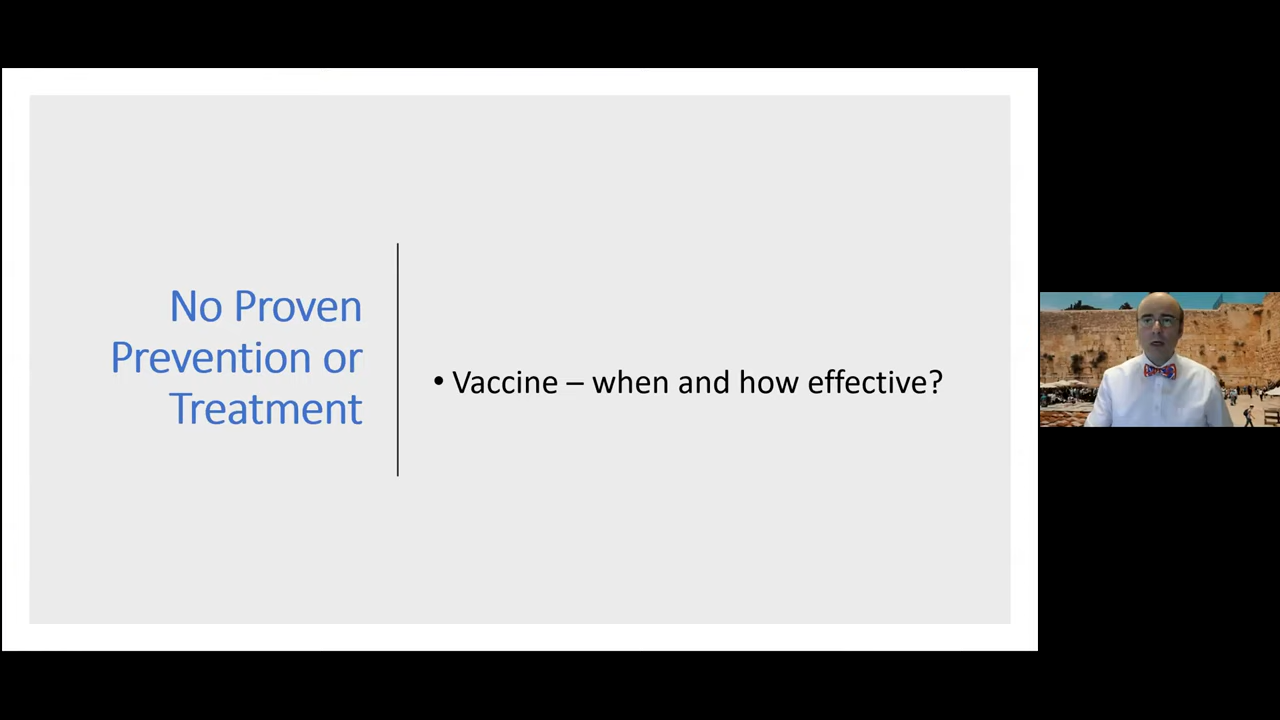 No Proven
Prevention or
Treatment
• Vaccine – when and how effective?